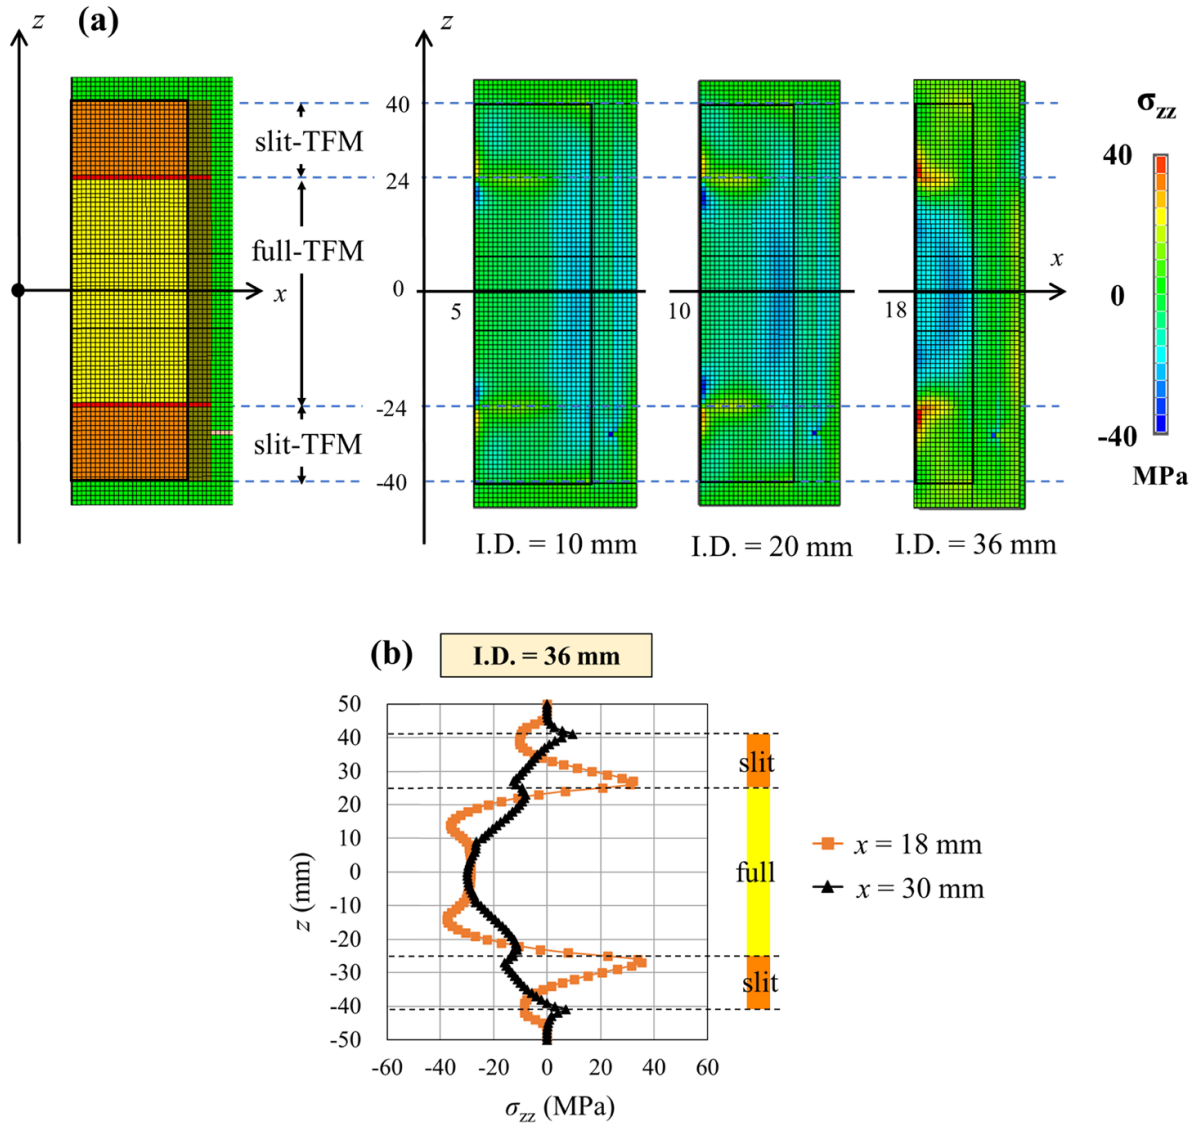 (a)
z
z
40
slit-TFM
24
full-TFM
0
x
x
5
10
18
-24
slit-TFM
-40
I.D. = 10 mm
I.D. = 20 mm
I.D. = 36 mm
σzz
40
0
-40
MPa
(b)
I.D. = 36 mm
50
40
30
20
10
0
-10
-20
-30
-40
-50
z (mm)
-60 -40 -20 0 20 40 60
σzz (MPa)
slit
full
slit
x = 18 mm
x = 30 mm